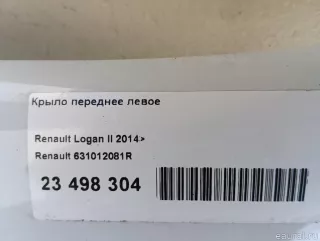 Крыло переднее левое
Renault Logan II 2014>
Renault 631012081R
23 498 304